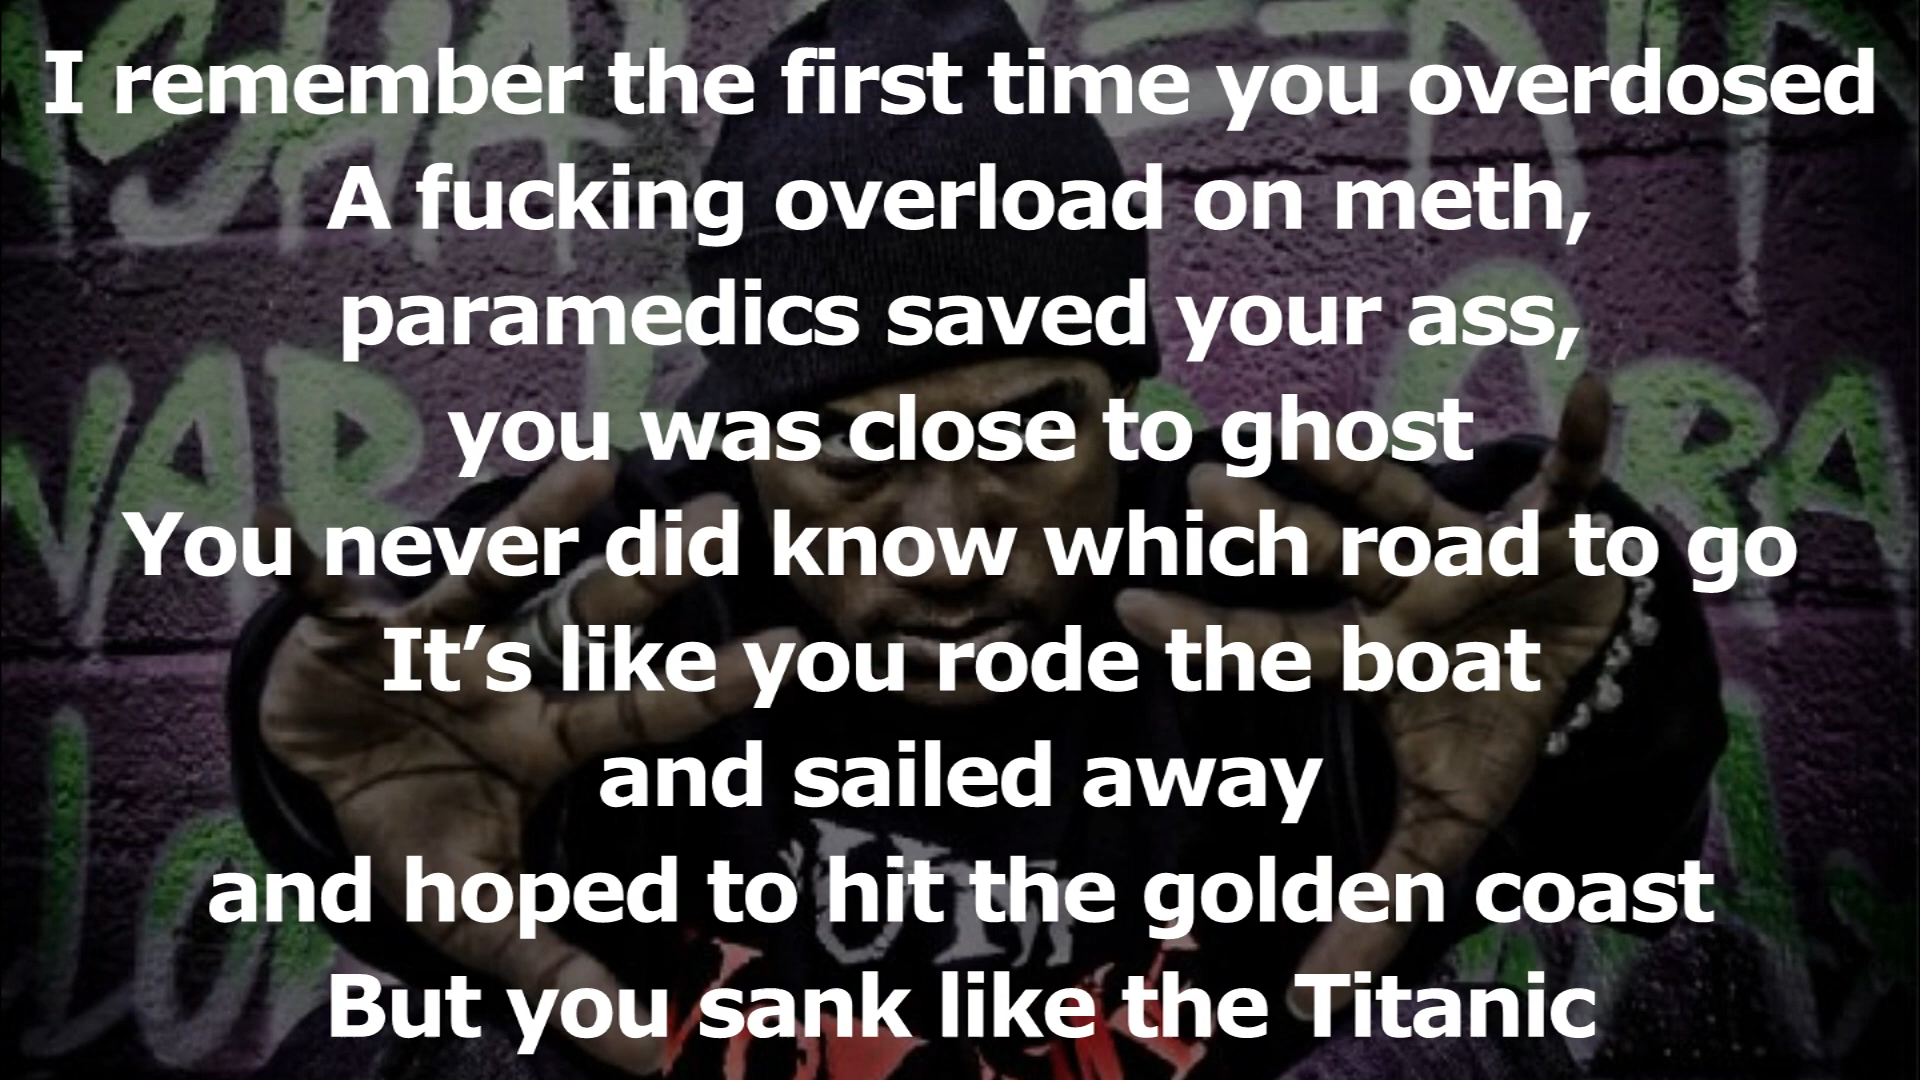 I remember the first time you overdosed
A fucking overload on meth,
paramedics saved your ass,
you was close to ghost
You never did know which road to go
It’s like you rode the boat
and sailed away
and hoped to hit the golden coast
But you sank like the Titanic